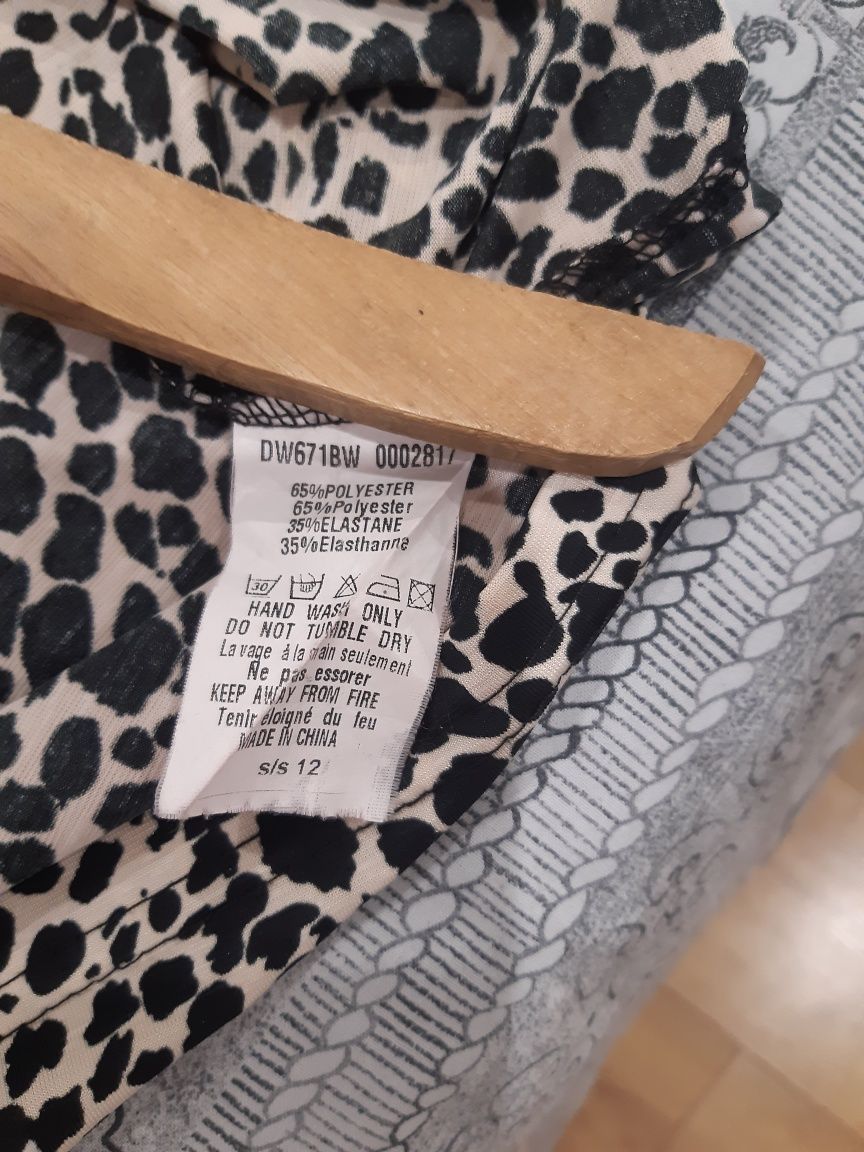 DW671BW 0002817
65%POLYESTER
65%Polyester
35%ELASTANE
35%Elasthanne
30
HAND WASH ONLY
DO NOT TUMBLE DRY
La vage à la main seulement
Ne pas essorer
KEEP AWAY FROM FIRE
Tenir éloigné du feu
MADE IN CHINA
s/s 12